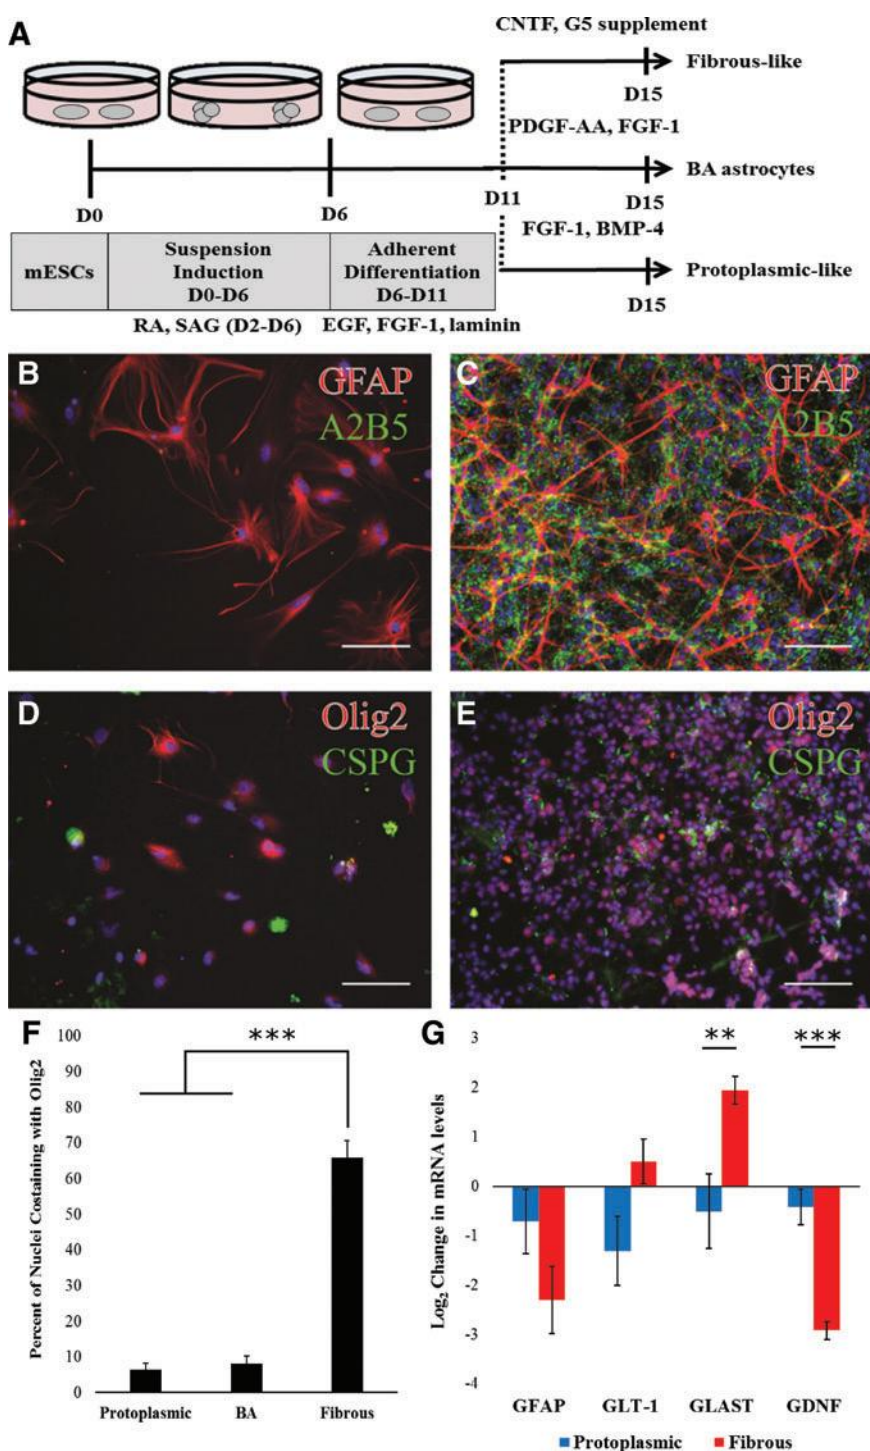 A
CNTF, G5 supplement
Fibrous-like
D15
PDGF-AA, FGF-1
BA astrocytes
D0
D6
D11
D15
FGF-1, BMP-4
mESCs
Suspension
Induction
D0-D6
Adherent
Differentiation
D6-D11
Protoplasmic-like
D15
RA, SAG (D2-D6)
EGF, FGF-1, laminin
B
GFAP
A2B5
C
GFAP
A2B5
D
Olig2
CSPG
E
Olig2
CSPG
F
Percent of Nuclei Costaining with Olig2
100
90
80
70
60
50
40
30
20
10
0
***
Protoplasmic
BA
Fibrous
G
Log₂ Change in mRNA levels
3
2
1
0
-1
-2
-3
-4
**
***
GFAP
GLT-1
GLAST
GDNF
Protoplasmic
Fibrous